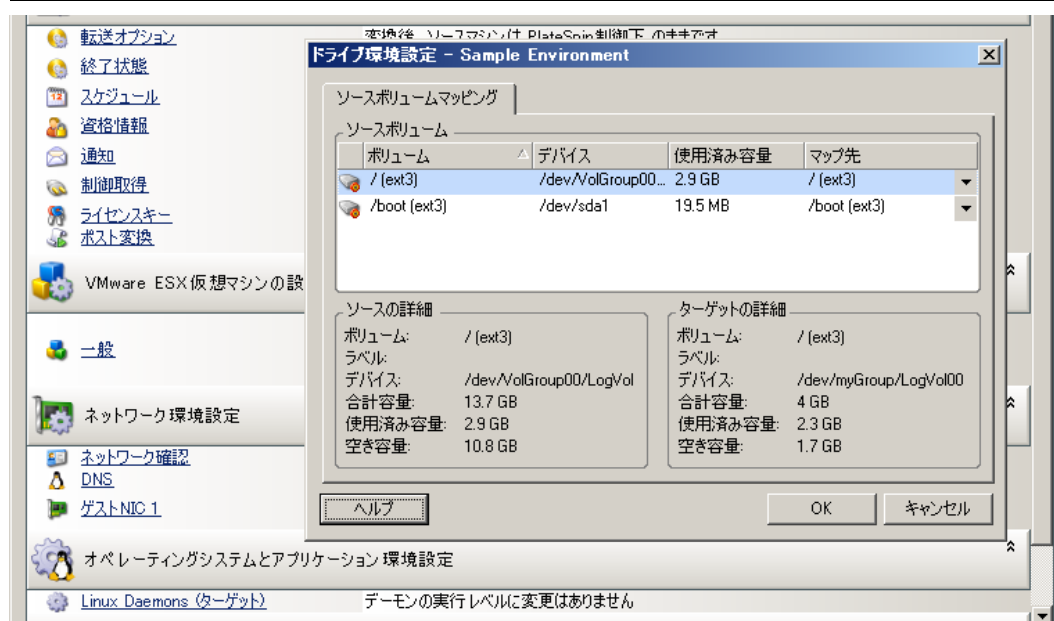 転送オプション
変換後、ソースマシンは PlateSpin 制御下 のままです
終了状態
12
スケジュール
資格情報
通知
制御取得
ライセンスキー
ポスト変換
VMware ESX 仮想マシンの設
一般
ネットワーク環境設定
ネットワーク確認
DNS
ゲスト NIC 1
ドライブ環境設定 - Sample Environment
ソースボリュームマッピング
ソースボリューム
ボリューム デバイス 使用済み容量 マップ先
/ (ext3) /dev/VolGroup00... 2.9 GB / (ext3)
/boot (ext3) /dev/sda1 19.5 MB /boot (ext3)
ソースの詳細
ボリューム: / (ext3)
ラベル:
デバイス: /dev/VolGroup00/LogVol
合計容量: 13.7 GB
使用済み容量: 2.9 GB
空き容量: 10.8 GB
ターゲットの詳細
ボリューム: / (ext3)
ラベル:
デバイス: /dev/myGroup/LogVol00
合計容量: 4 GB
使用済み容量: 2.3 GB
空き容量: 1.7 GB
ヘルプ
OK
キャンセル
オペレーティングシステムとアプリケーション環境設定
Linux Daemons (ターゲット) デーモンの実行レベルに変更はありません